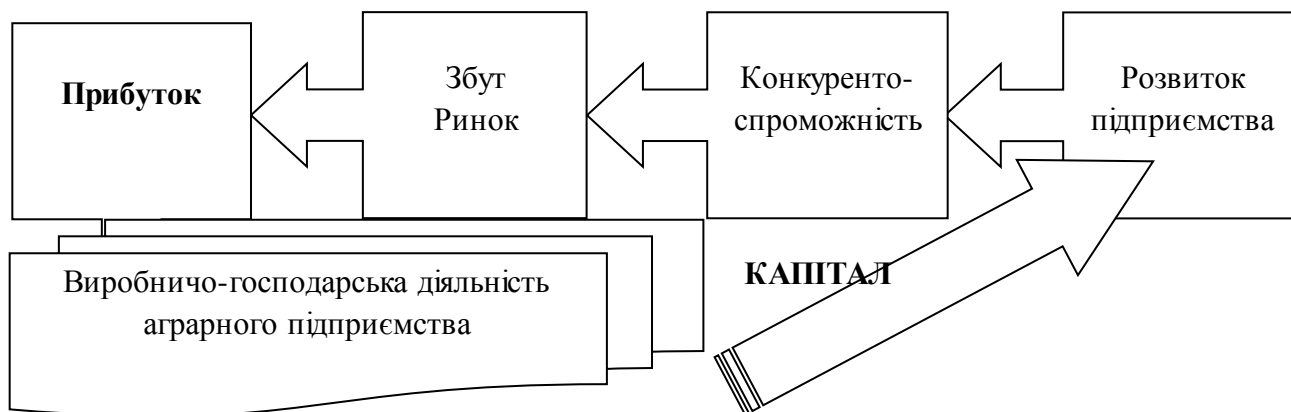 Прибуток
Збут
Ринок
Конкуренто-
спроможність
Розвиток
підприємства
КАПІТАЛ
Виробничо-господарська діяльність
аграрного підприємства